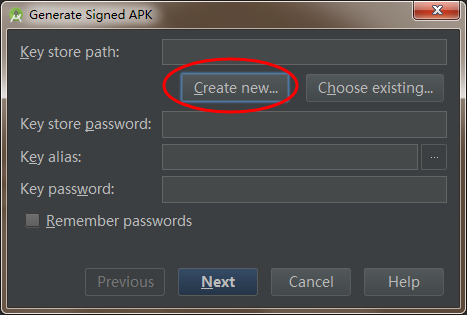 Generate Signed APK
Key store path:
Create new...
Choose existing...
Key store password:
Key alias:
...
Key password:
Remember passwords
Previous
Next
Cancel
Help